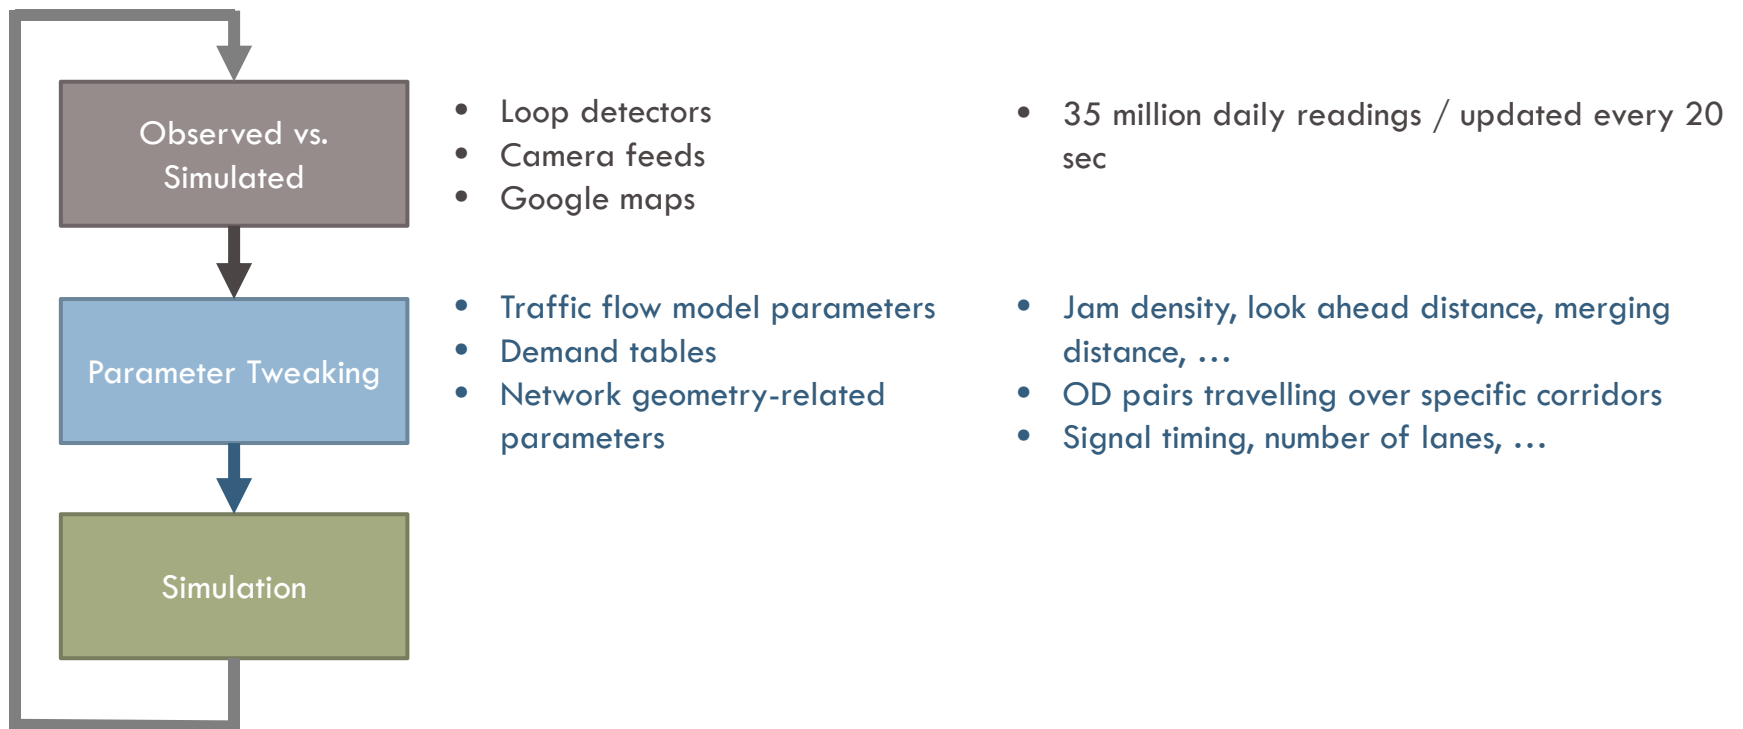 Observed vs.
Simulated
• Loop detectors
• Camera feeds
• Google maps
• 35 million daily readings / updated every 20
sec
Parameter Tweaking
• Traffic flow model parameters
• Demand tables
• Network geometry-related
parameters
• Jam density, look ahead distance, merging
distance, ...
• OD pairs travelling over specific corridors
• Signal timing, number of lanes, ...
Simulation